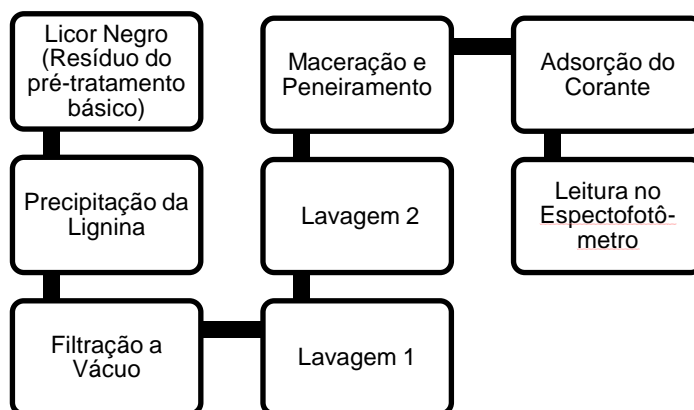 Licor Negro
(Resíduo do
pré-tratamento
básico)
Precipitação da
Lignina
Filtração a
Vácuo
Lavagem 1
Lavagem 2
Maceração e
Peneiramento
Adsorção do
Corante
Leitura no
Espectofotô-
metro